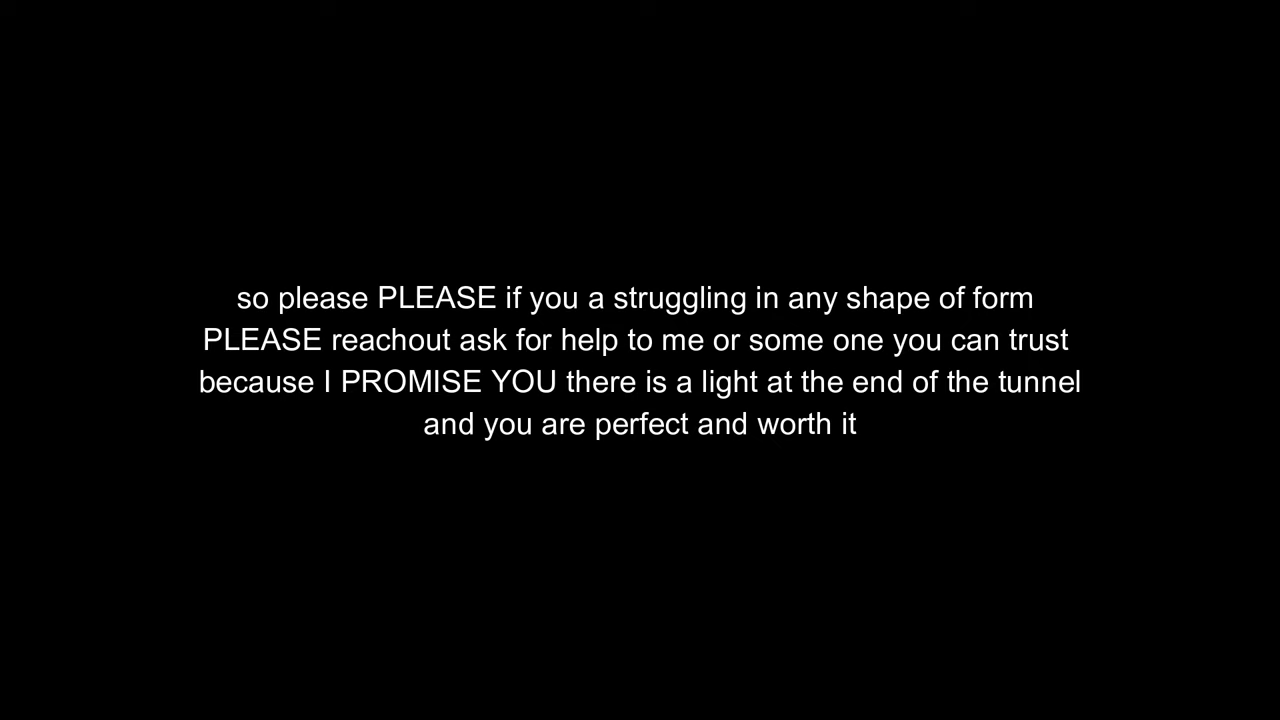 so please PLEASE if you a struggling in any shape of form
PLEASE reachout ask for help to me or some one you can trust
because I PROMISE YOU there is a light at the end of the tunnel
and you are perfect and worth it